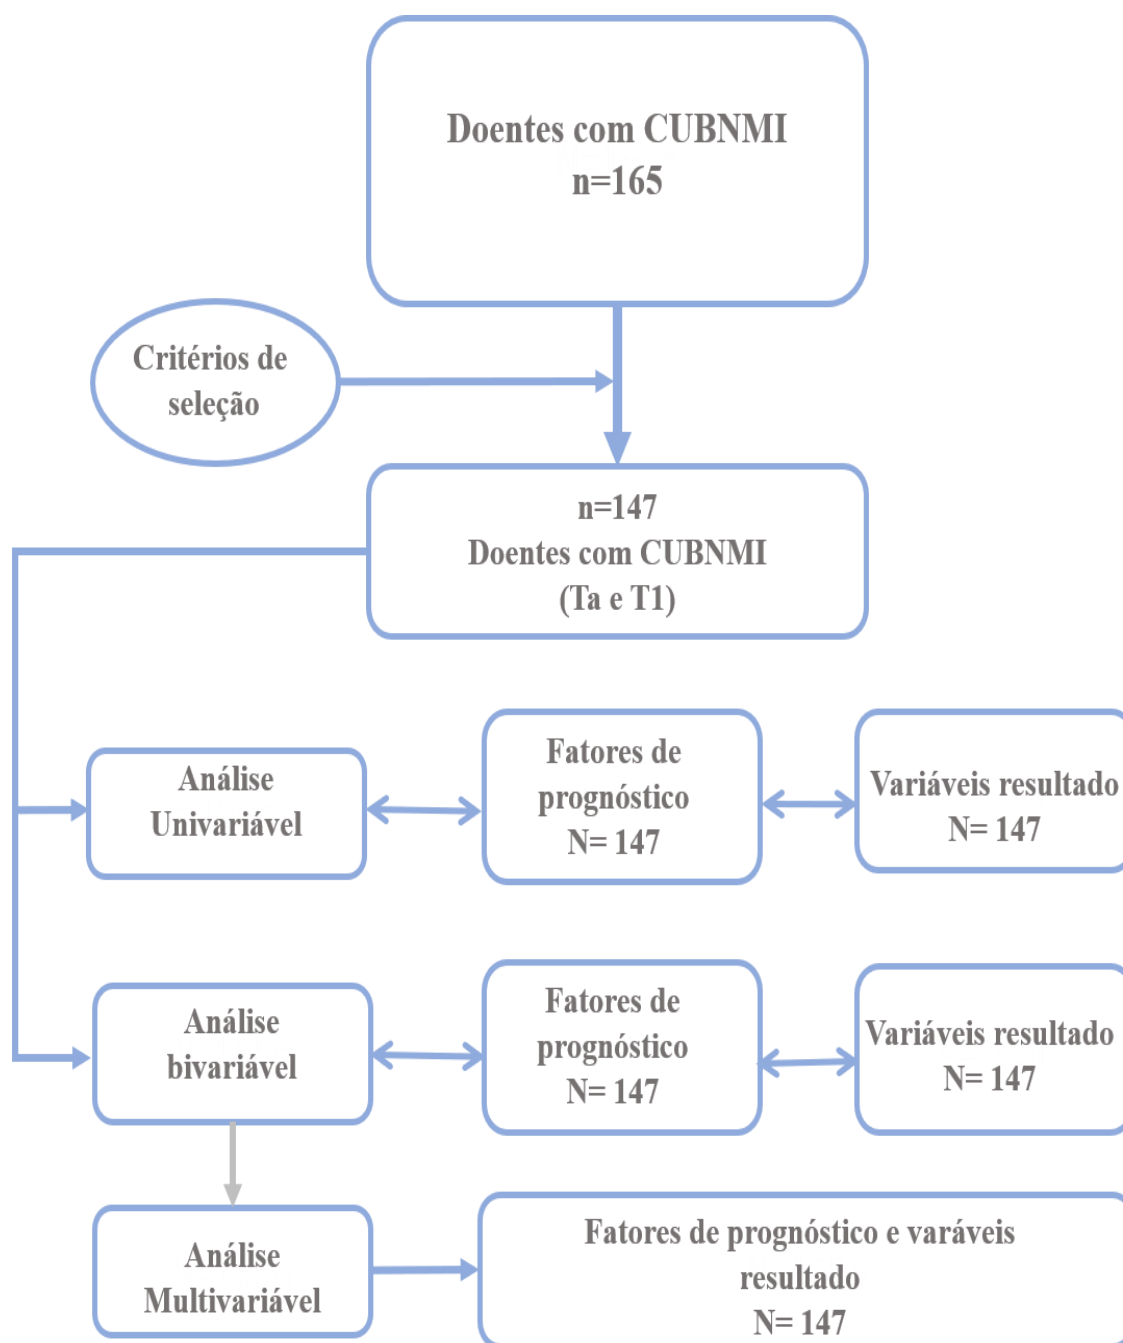 Doentes com CUBNMI
n=165
Critérios de
seleção
n=147
Doentes com CUBNMI
(Ta e T1)
Análise
Univariável
Fatores de
prognóstico
N= 147
Variáveis resultado
N= 147
Análise
bivariável
Fatores de
prognóstico
N= 147
Variáveis resultado
N= 147
Análise
Multivariável
Fatores de prognóstico e varáveis
resultado
N= 147